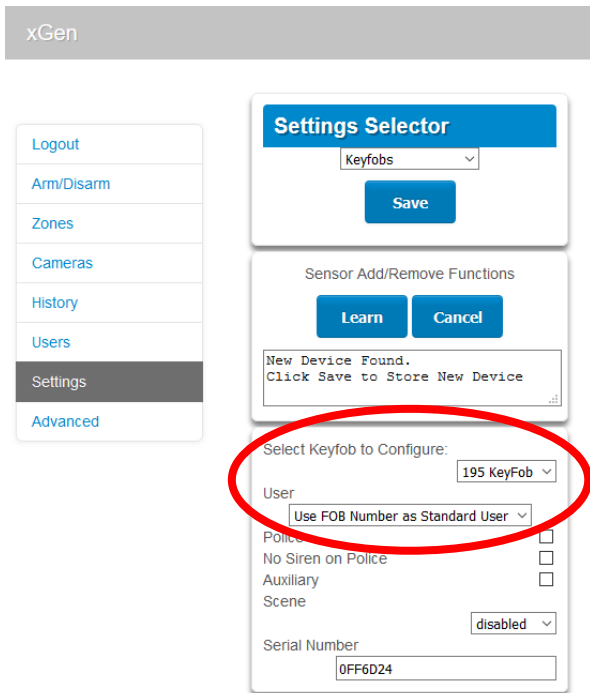 xGen
Logout
Arm/Disarm
Zones
Cameras
History
Users
Settings
Advanced
Settings Selector
Keyfobs
Save
Sensor Add/Remove Functions
Learn Cancel
New Device Found.
Click Save to Store New Device
Select Keyfob to Configure:
195 KeyFob
User
Use FOB Number as Standard User
Police
No Siren on Police
Auxiliary
Scene
disabled
Serial Number
0FF6D24